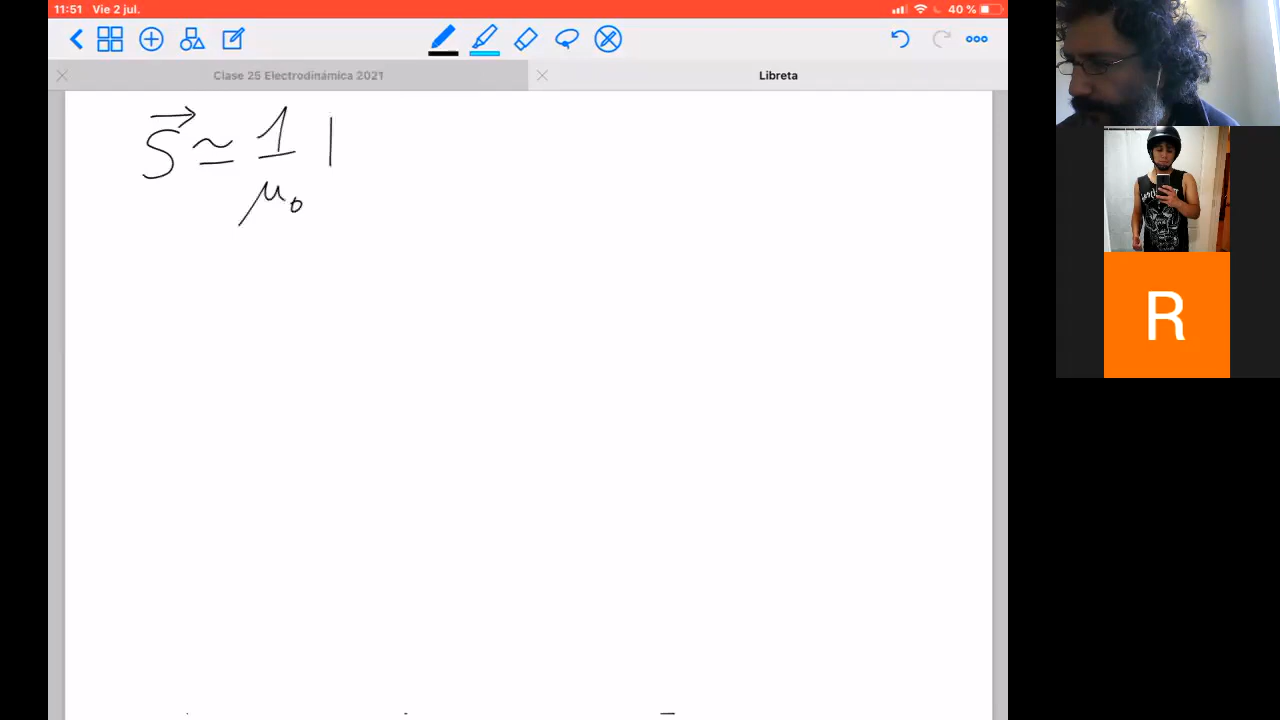 11:51 Vie 2 jul. 40 %
Clase 25 Electrodinámica 2021 Libreta
S⃗ ≃ 1/μ₀ |
R